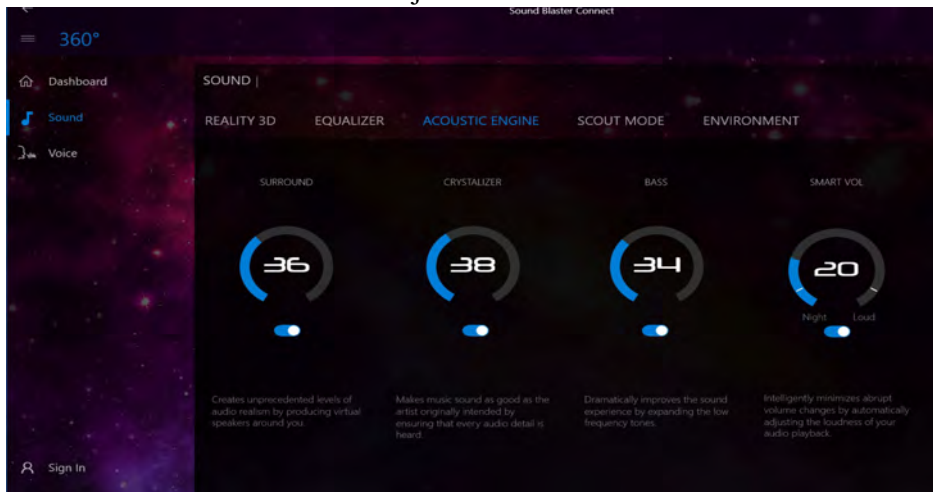 Sound Blaster Connect
360°
Dashboard
Sound
Voice
Sign In
SOUND |
REALITY 3D EQUALIZER ACOUSTIC ENGINE SCOUT MODE ENVIRONMENT
SURROUND CRYSTALIZER BASS SMART VOL
36 38 34 20
Night Loud
Creates unprecedented levels of
audio realism by producing virtual
speakers around you.
Makes music sound as good as the
artist originally intended by
ensuring that every audio detail is
heard.
Dramatically improves the sound
experience by expanding the low
frequency tones.
Intelligently minimizes abrupt
volume changes by automatically
adjusting the loudness of your
audio playback.